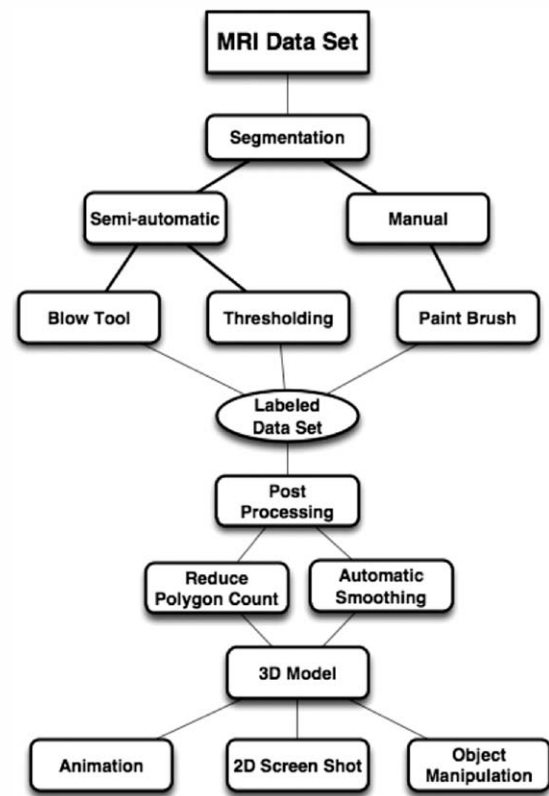 MRI Data Set
Segmentation
Semi-automatic
Manual
Blow Tool
Thresholding
Paint Brush
Labeled
Data Set
Post
Processing
Reduce
Polygon Count
Automatic
Smoothing
3D Model
Animation
2D Screen Shot
Object
Manipulation